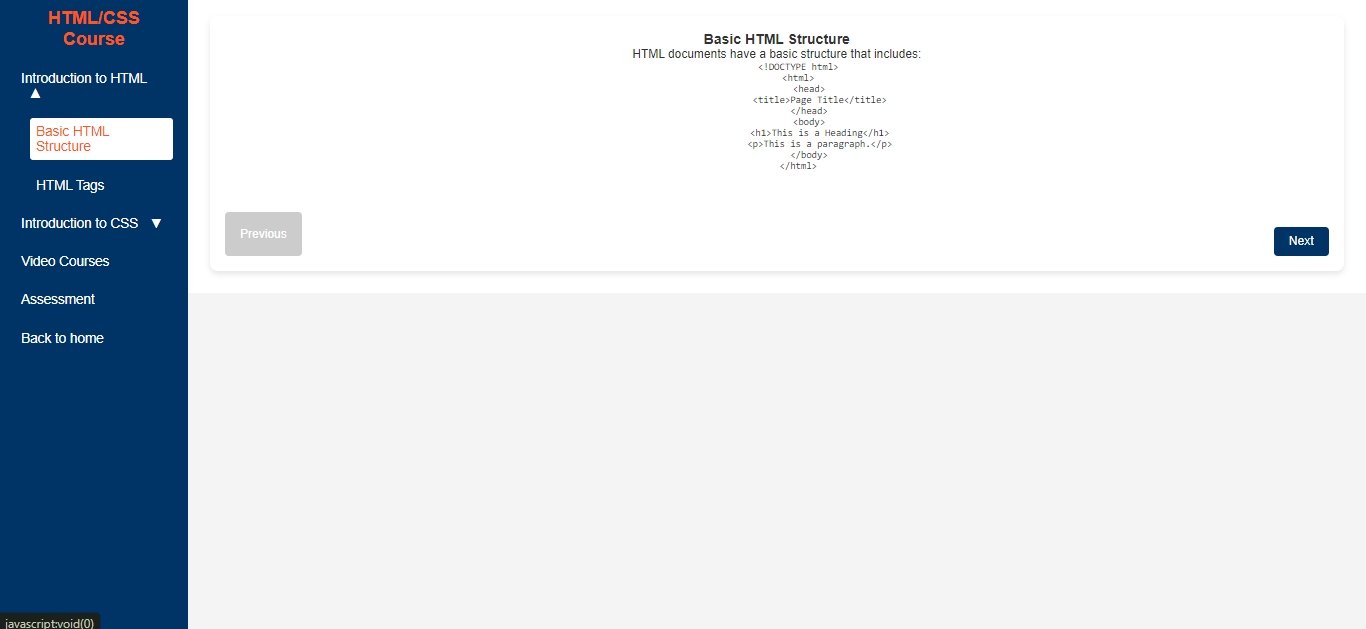 HTML/CSS
Course
Introduction to HTML
▲
Basic HTML
Structure
HTML Tags
Introduction to CSS ▼
Video Courses
Assessment
Back to home
Basic HTML Structure
HTML documents have a basic structure that includes:
<!DOCTYPE html>
<html>
<head>
<title>Page Title</title>
</head>
<body>
<h1>This is a Heading</h1>
<p>This is a paragraph.</p>
</body>
</html>
Previous
Next
javascript:void(0)